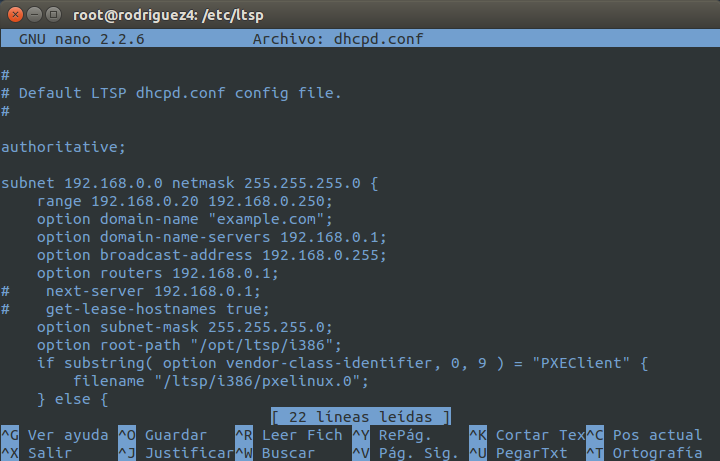 root@rodriguez4: /etc/ltsp
GNU nano 2.2.6 Archivo: dhcpd.conf
#
# Default LTSP dhcpd.conf config file.
#
authoritative;
subnet 192.168.0.0 netmask 255.255.255.0 {
    range 192.168.0.20 192.168.0.250;
    option domain-name "example.com";
    option domain-name-servers 192.168.0.1;
    option broadcast-address 192.168.0.255;
    option routers 192.168.0.1;
#    next-server 192.168.0.1;
#    get-lease-hostnames true;
    option subnet-mask 255.255.255.0;
    option root-path "/opt/ltsp/i386";
    if substring( option vendor-class-identifier, 0, 9 ) = "PXEClient" {
        filename "/ltsp/i386/pxelinux.0";
    } else {
[ 22 líneas leídas ]
^G Ver ayuda ^O Guardar ^R Leer Fich ^Y RePág. ^K Cortar Tex^C Pos actual
^X Salir ^J Justificar^W Buscar ^V Pág. Sig. ^U PegarTxt ^T Ortografía